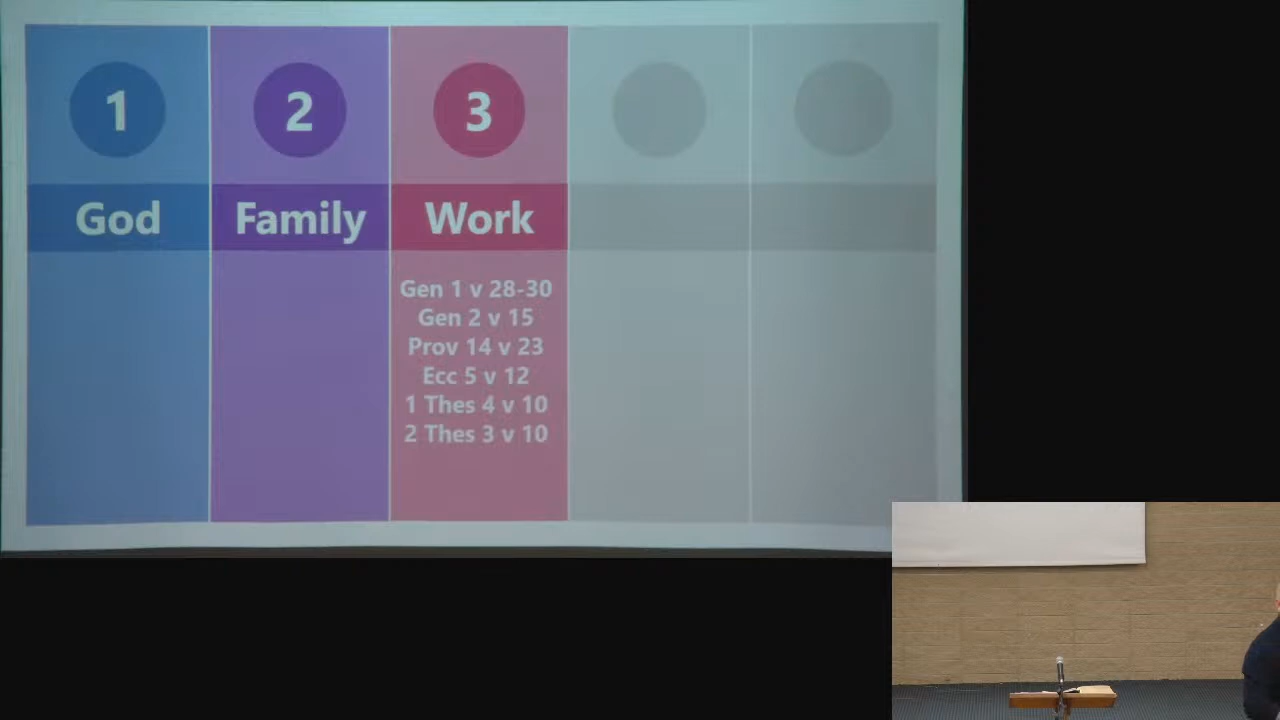 1
God
2
Family
3
Work
Gen 1 v 28-30
Gen 2 v 15
Prov 14 v 23
Ecc 5 v 12
1 Thes 4 v 10
2 Thes 3 v 10